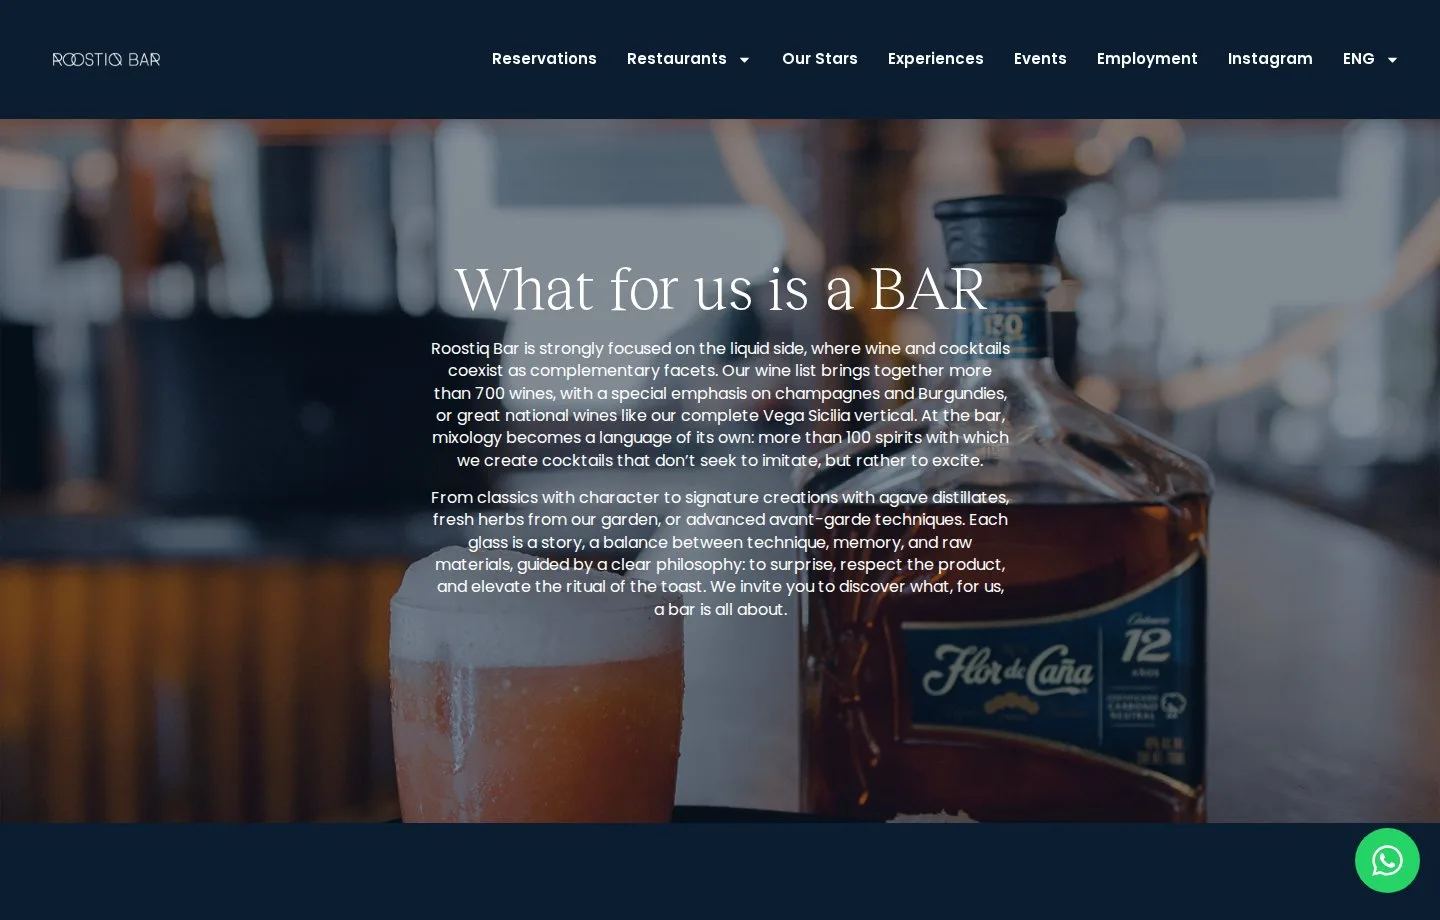 ROOSTIQ BAR
Reservations
Restaurants
Our Stars
Experiences
Events
Employment
Instagram
ENG
What for us is a BAR
Roostiq Bar is strongly focused on the liquid side, where wine and cocktails
coexist as complementary facets. Our wine list brings together more
than 700 wines, with a special emphasis on champagnes and Burgundies,
or great national wines like our complete Vega Sicilia vertical. At the bar,
mixology becomes a language of its own: more than 100 spirits with which
we create cocktails that don’t seek to imitate, but rather to excite.
From classics with character to signature creations with agave distillates,
fresh herbs from our garden, or advanced avant-garde techniques. Each
glass is a story, a balance between technique, memory, and raw
materials, guided by a clear philosophy: to surprise, respect the product,
and elevate the ritual of the toast. We invite you to discover what, for us,
a bar is all about.
130
12
AÑOS
Flor de Caña
CARBONO
NEUTRAL